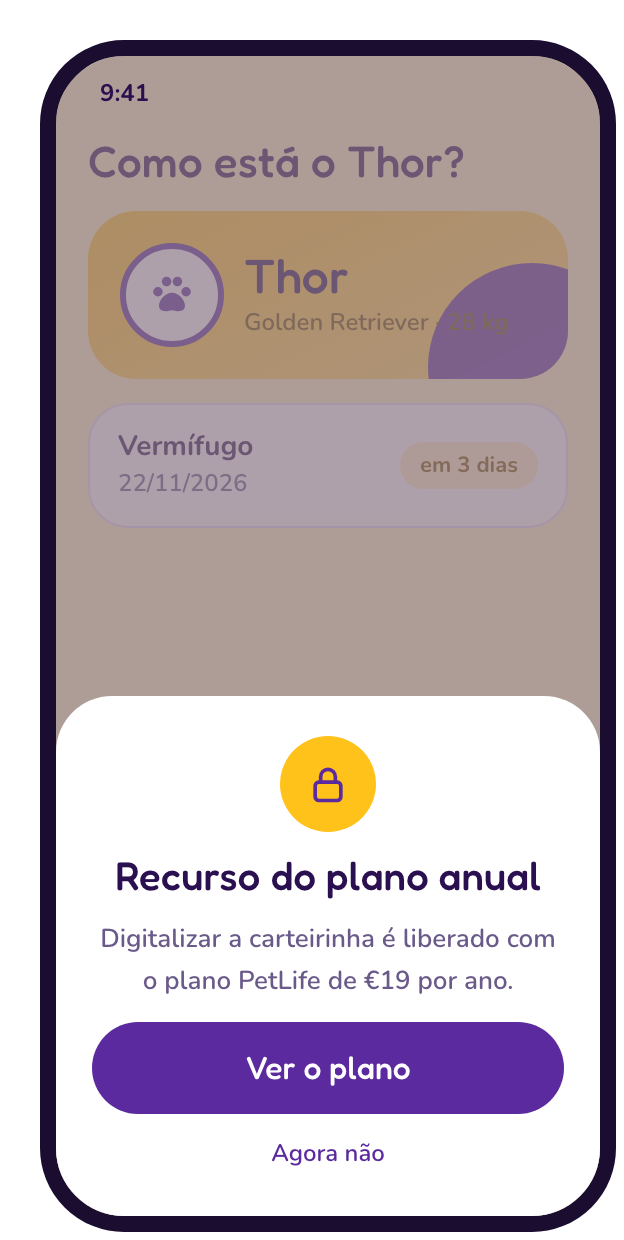 9:41
Como está o Thor?
Thor
Golden Retriever · 28 kg
Vermífugo
22/11/2026
em 3 dias
Recurso do plano anual
Digitalizar a carteirinha é liberado com
o plano PetLife de €19 por ano.
Ver o plano
Agora não